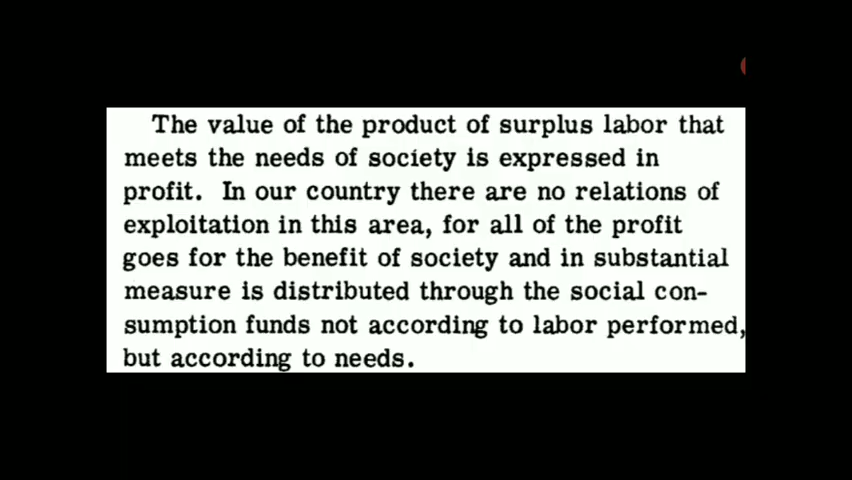 The value of the product of surplus labor that
meets the needs of society is expressed in
profit. In our country there are no relations of
exploitation in this area, for all of the profit
goes for the benefit of society and in substantial
measure is distributed through the social con-
sumption funds not according to labor performed,
but according to needs.